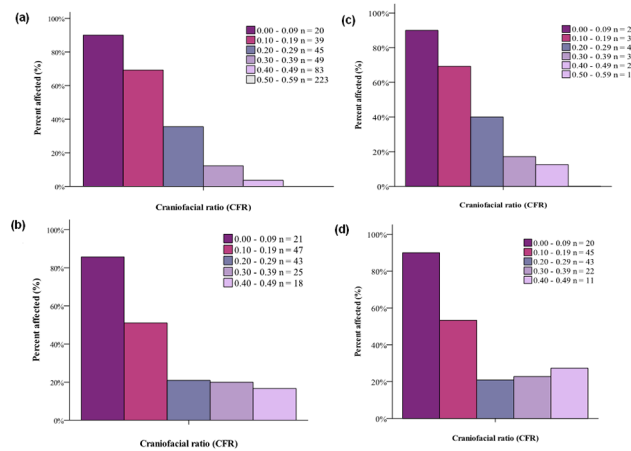 (a)
100%
80%
60%
40%
20%
0%
Percent affected (%)
0.00 - 0.09 n = 20
0.10 - 0.19 n = 39
0.20 - 0.29 n = 45
0.30 - 0.39 n = 49
0.40 - 0.49 n = 83
0.50 - 0.59 n = 223
Craniofacial ratio (CFR)
(c)
100%
80%
60%
40%
20%
0%
Percent affected (%)
0.00 - 0.09 n = 2
0.10 - 0.19 n = 3
0.20 - 0.29 n = 4
0.30 - 0.39 n = 3
0.40 - 0.49 n = 2
0.50 - 0.59 n = 1
Craniofacial ratio (CFR)
(b)
100%
80%
60%
40%
20%
0%
Percent affected (%)
0.00 - 0.09 n = 21
0.10 - 0.19 n = 47
0.20 - 0.29 n = 43
0.30 - 0.39 n = 25
0.40 - 0.49 n = 18
Craniofacial ratio (CFR)
(d)
100%
80%
60%
40%
20%
0%
Percent affected (%)
0.00 - 0.09 n = 20
0.10 - 0.19 n = 45
0.20 - 0.29 n = 43
0.30 - 0.39 n = 22
0.40 - 0.49 n = 11
Craniofacial ratio (CFR)